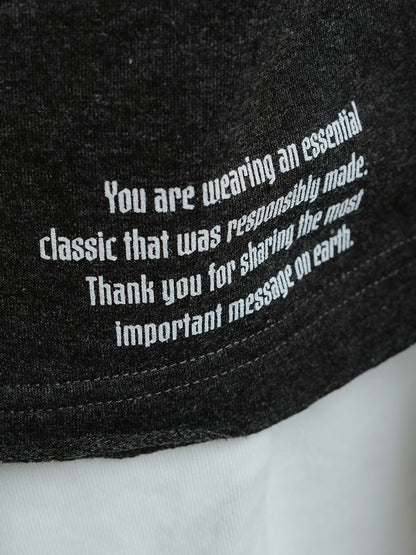 You are wearing an essential
classic that was responsibly made.
Thank you for sharing the most
important message on earth.